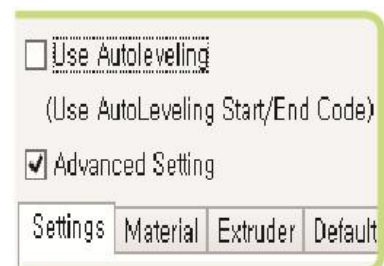 Use Autoleveling
(Use AutoLeveling Start/End Code)
Advanced Setting
Settings Material Extruder Default